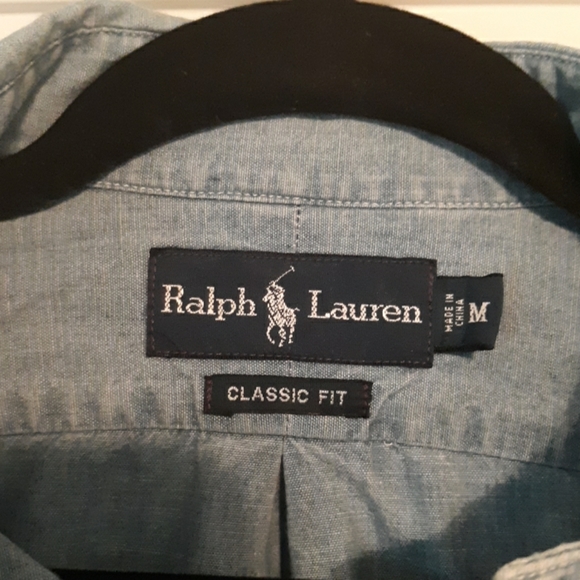 Ralph Lauren
MADE IN
CHINA
M
CLASSIC FIT